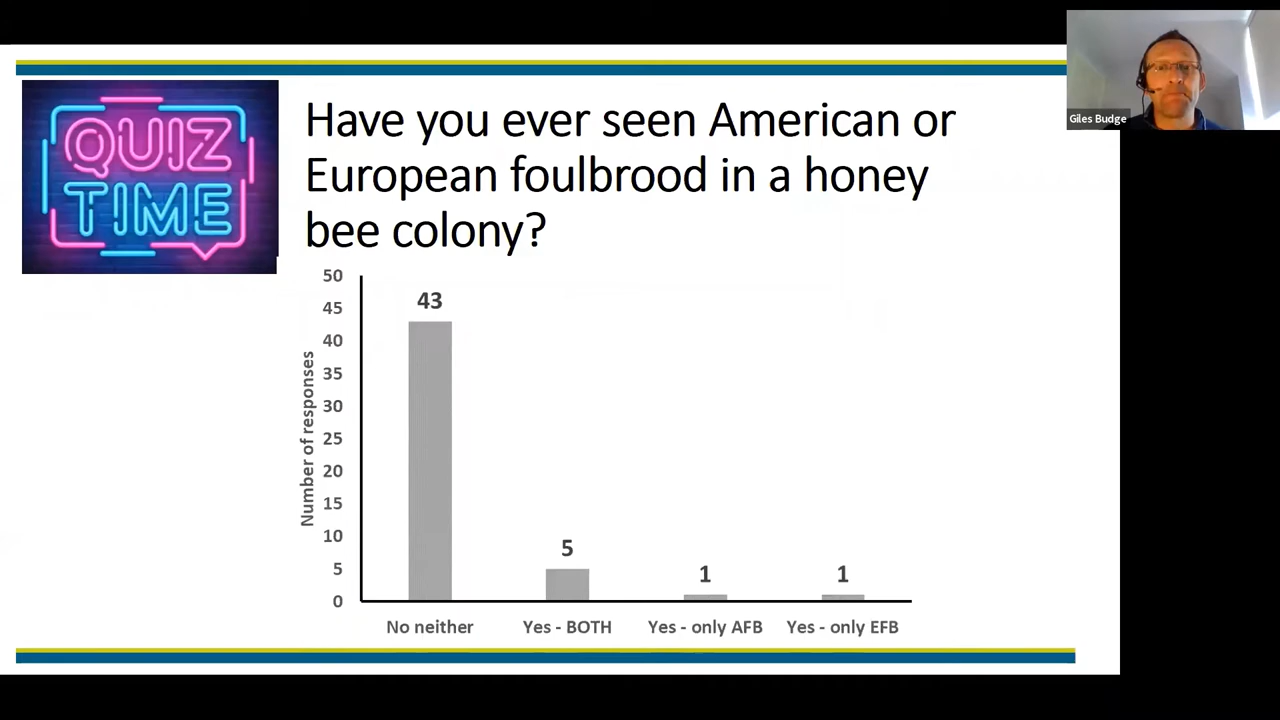 QUIZ
TIME
Have you ever seen American or
European foulbrood in a honey
bee colony?
Giles Budge
50
45
40
35
30
25
20
15
10
5
0
Number of responses
43
5
1
1
No neither
Yes - BOTH
Yes - only AFB
Yes - only EFB